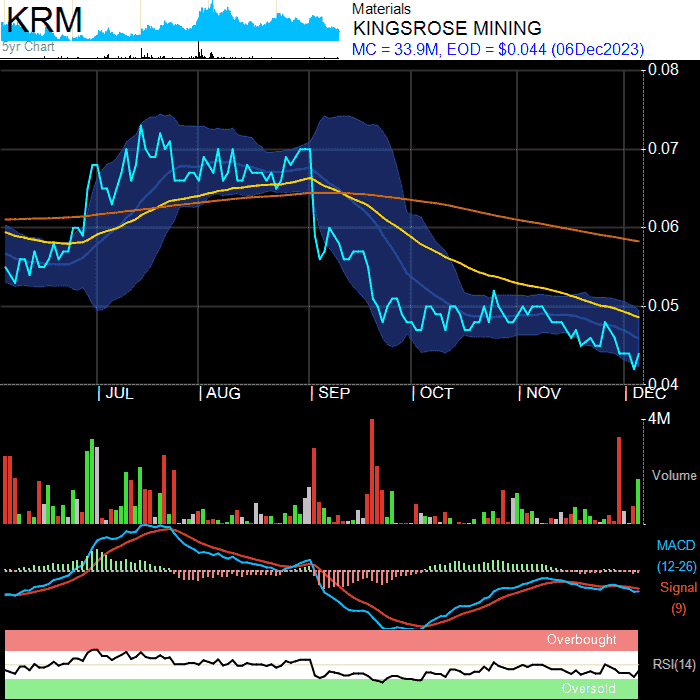 KRM
5yr Chart
Materials
KINGSROSE MINING
MC = 33.9M, EOD = $0.044 (06Dec2023)
0.08
0.07
0.06
0.05
0.04
JUL
AUG
SEP
OCT
NOV
DEC
4M
Volume
MACD
(12-26)
Signal
(9)
Overbought
RSI(14)
Oversold